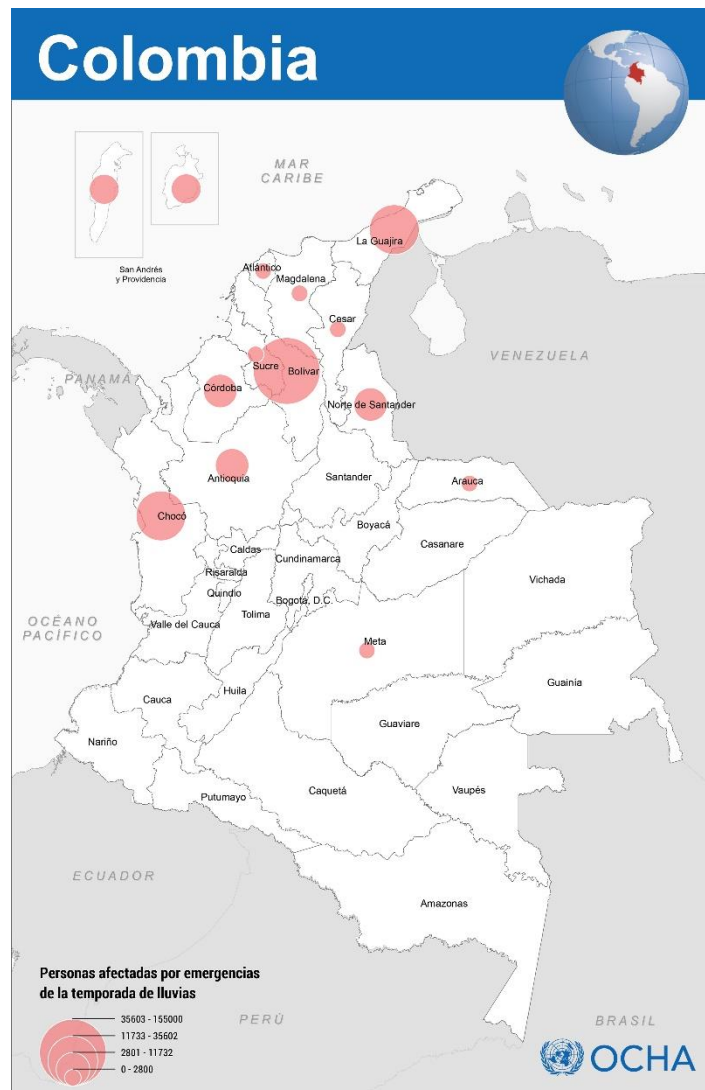 Colombia
MAR
CARIBE
San Andrés
y Providencia
La Guajira
Atlántico
Magdalena
Cesar
VENEZUELA
PANAMÁ
Sucre
Bolívar
Córdoba
Norte de Santander
Antioquia
Santander
Arauca
Chocó
Boyacá
Casanare
Caldas
Cundinamarca
Risaralda
Vichada
Quindio
Bogotá, D.C.
Tolima
OCÉANO
PACÍFICO
Valle del Cauca
Meta
Guainía
Huila
Cauca
Guaviare
Nariño
Caquetá
Vaupés
Putumayo
ECUADOR
Amazonas
Personas afectadas por emergencias
de la temporada de lluvias
35603 - 155000
11733 - 35602
2801 - 11732
0 - 2800
PERÚ
BRASIL
OCHA